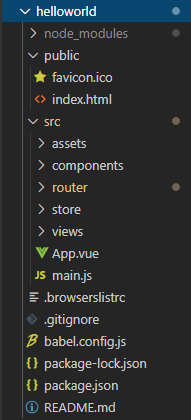 helloworld
node_modules
public
favicon.ico
index.html
src
assets
components
router
store
views
App.vue
JS main.js
.browserslistrc
.gitignore
babel.config.js
{} package-lock.json
{} package.json
README.md